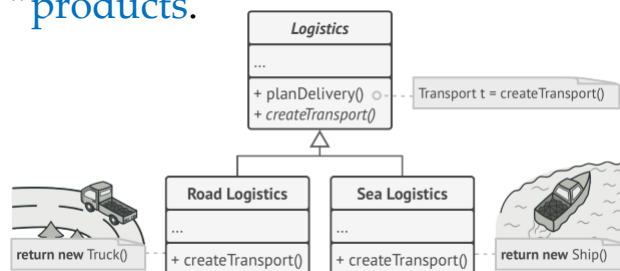 "products.
Logistics
...
+ planDelivery()
+ createTransport()
Transport t = createTransport()
Road Logistics
...
+ createTransport()
return new Truck()
Sea Logistics
...
+ createTransport()
return new Ship()